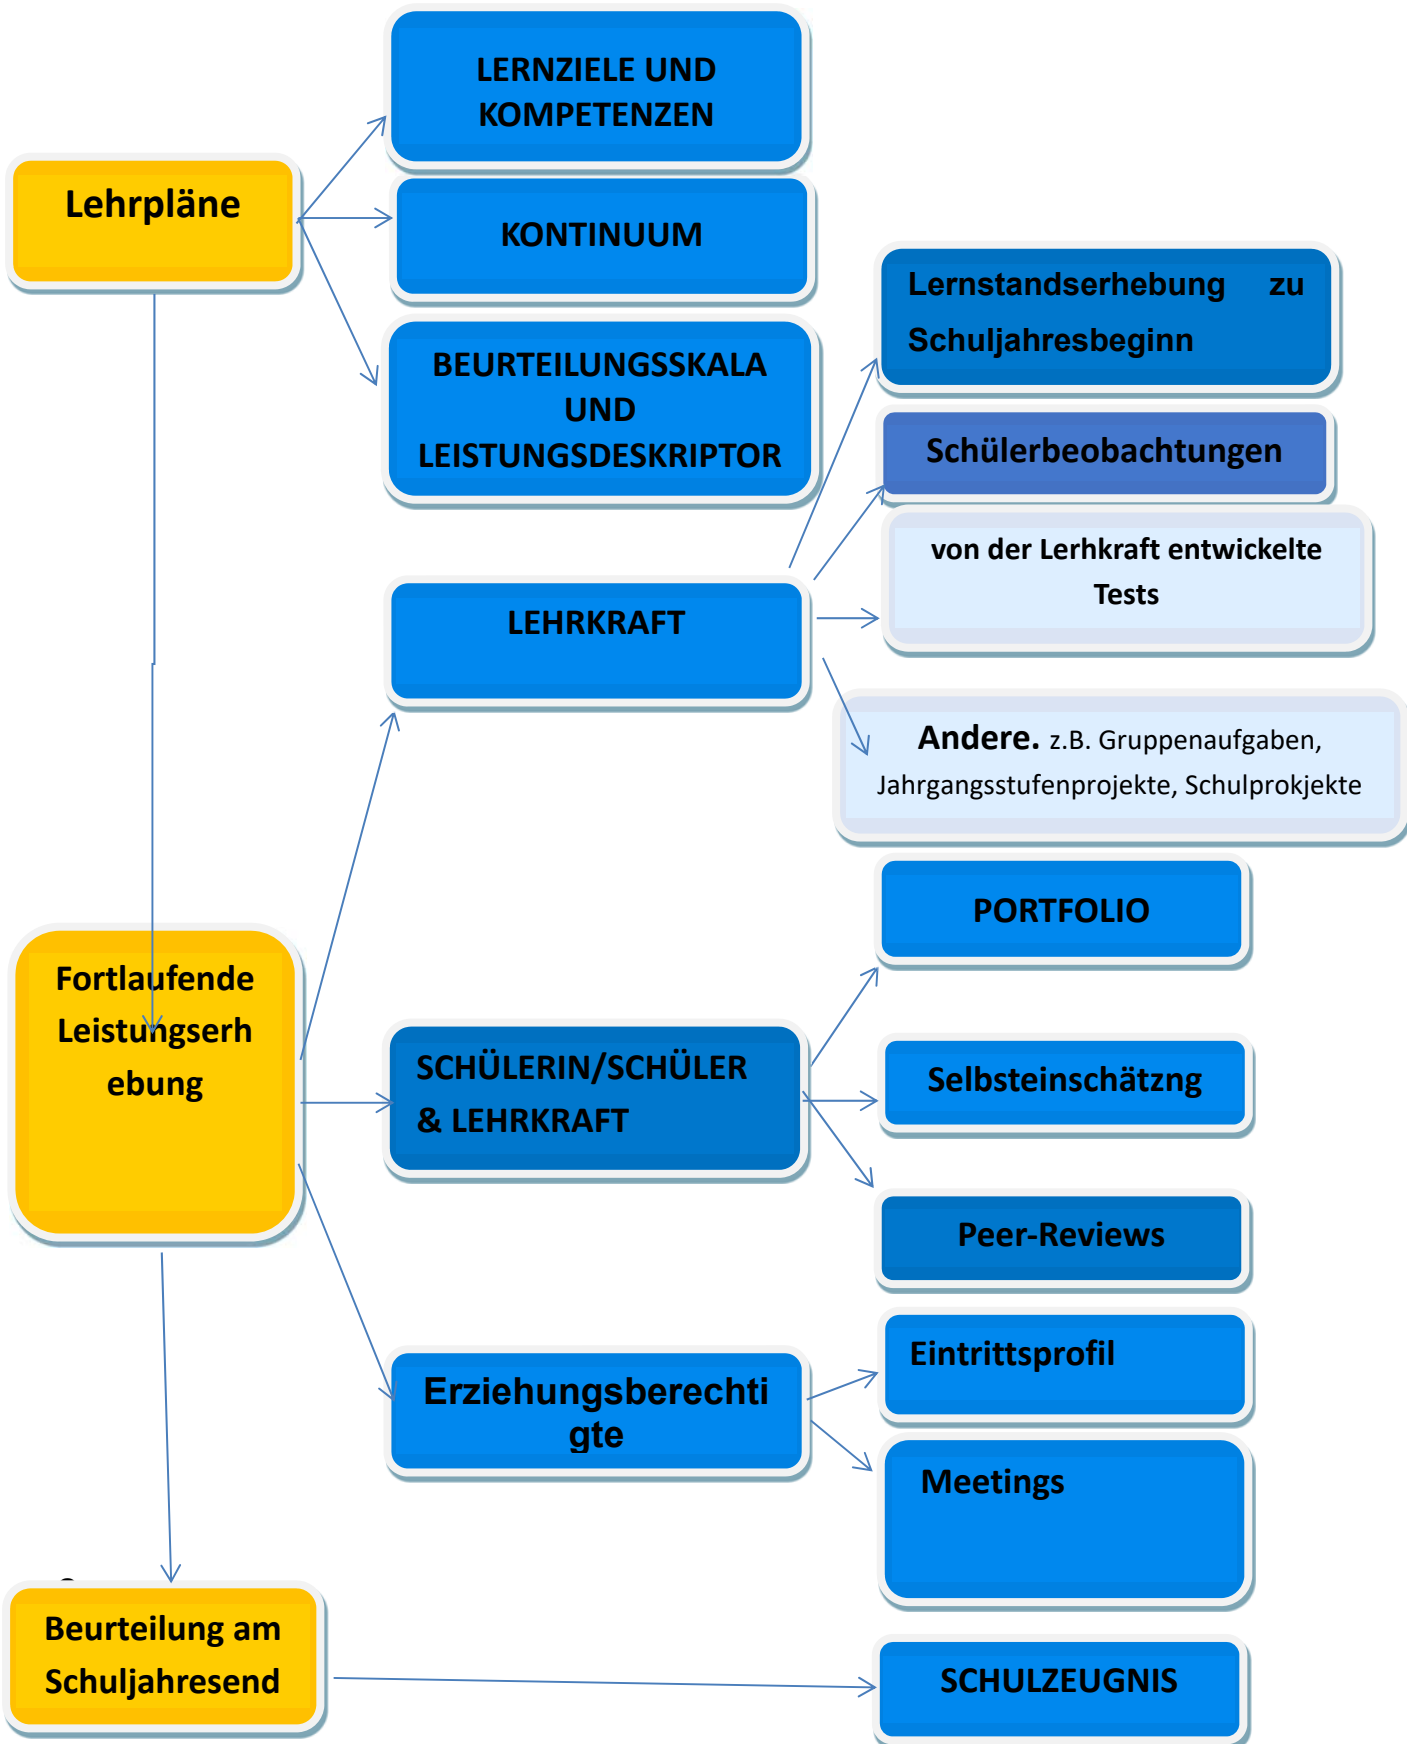 LERNZIELE UND
KOMPETENZEN
Lehrpläne
KONTINUUM
BEURTEILUNGSSKALA
UND
LEISTUNGSDESKRIPTOR
Lernstandserhebung zu
Schuljahresbeginn
Schülerbeobachtungen
von der Lerhkraft entwickelte
Tests
LEHRKRAFT
Andere. z.B. Gruppenaufgaben,
Jahrgangsstufenprojekte, Schulprokjekte
PORTFOLIO
Fortlaufende
Leistungserh
ebung
SCHÜLERIN/SCHÜLER
& LEHRKRAFT
Selbsteinschätzng
Peer-Reviews
Eintrittsprofil
Erziehungsberechti
gte
Meetings
Beurteilung am
Schuljahresend
SCHULZEUGNIS